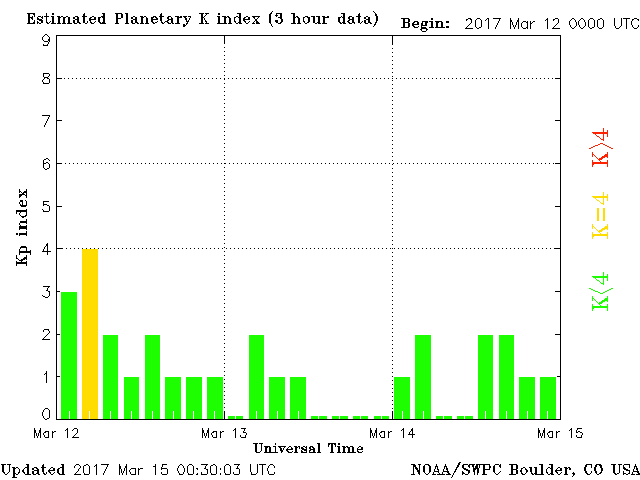 Estimated Planetary K index (3 hour data) Begin: 2017 Mar 12 0000 UTC
9
8
7
6
5
4
3
2
1
0
Kp index
K>4
K=4
K<4
Mar 12 Mar 13 Mar 14 Mar 15
Universal Time
Updated 2017 Mar 15 00:30:03 UTC NOAA/SWPC Boulder, CO USA